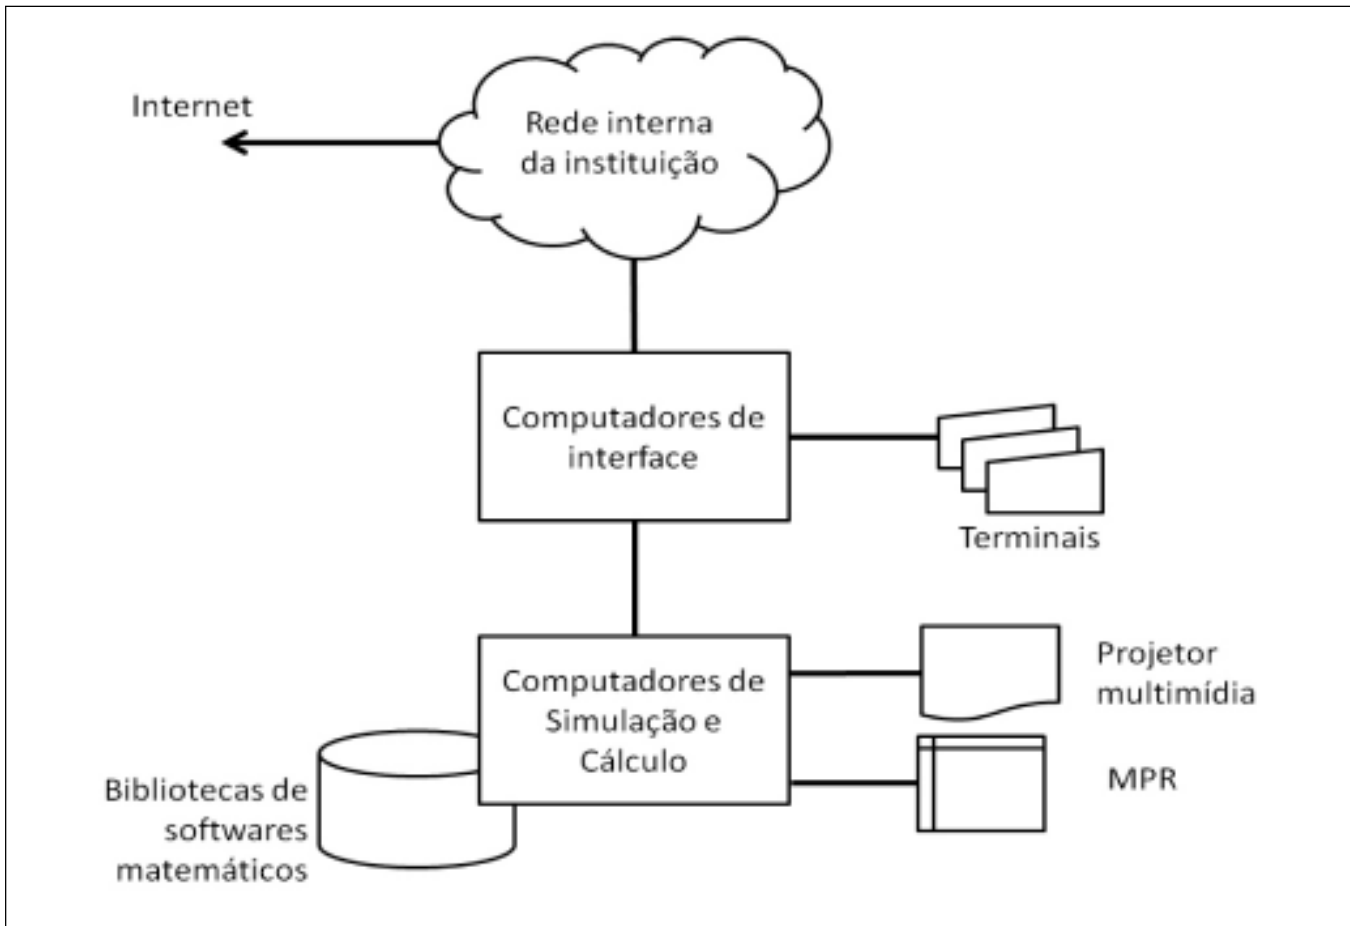 Internet
Rede interna
da instituição
Computadores de
interface
Terminais
Computadores de
Simulação e
Cálculo
Projetor
multimídia
MPR
Bibliotecas de
softwares
matemáticos